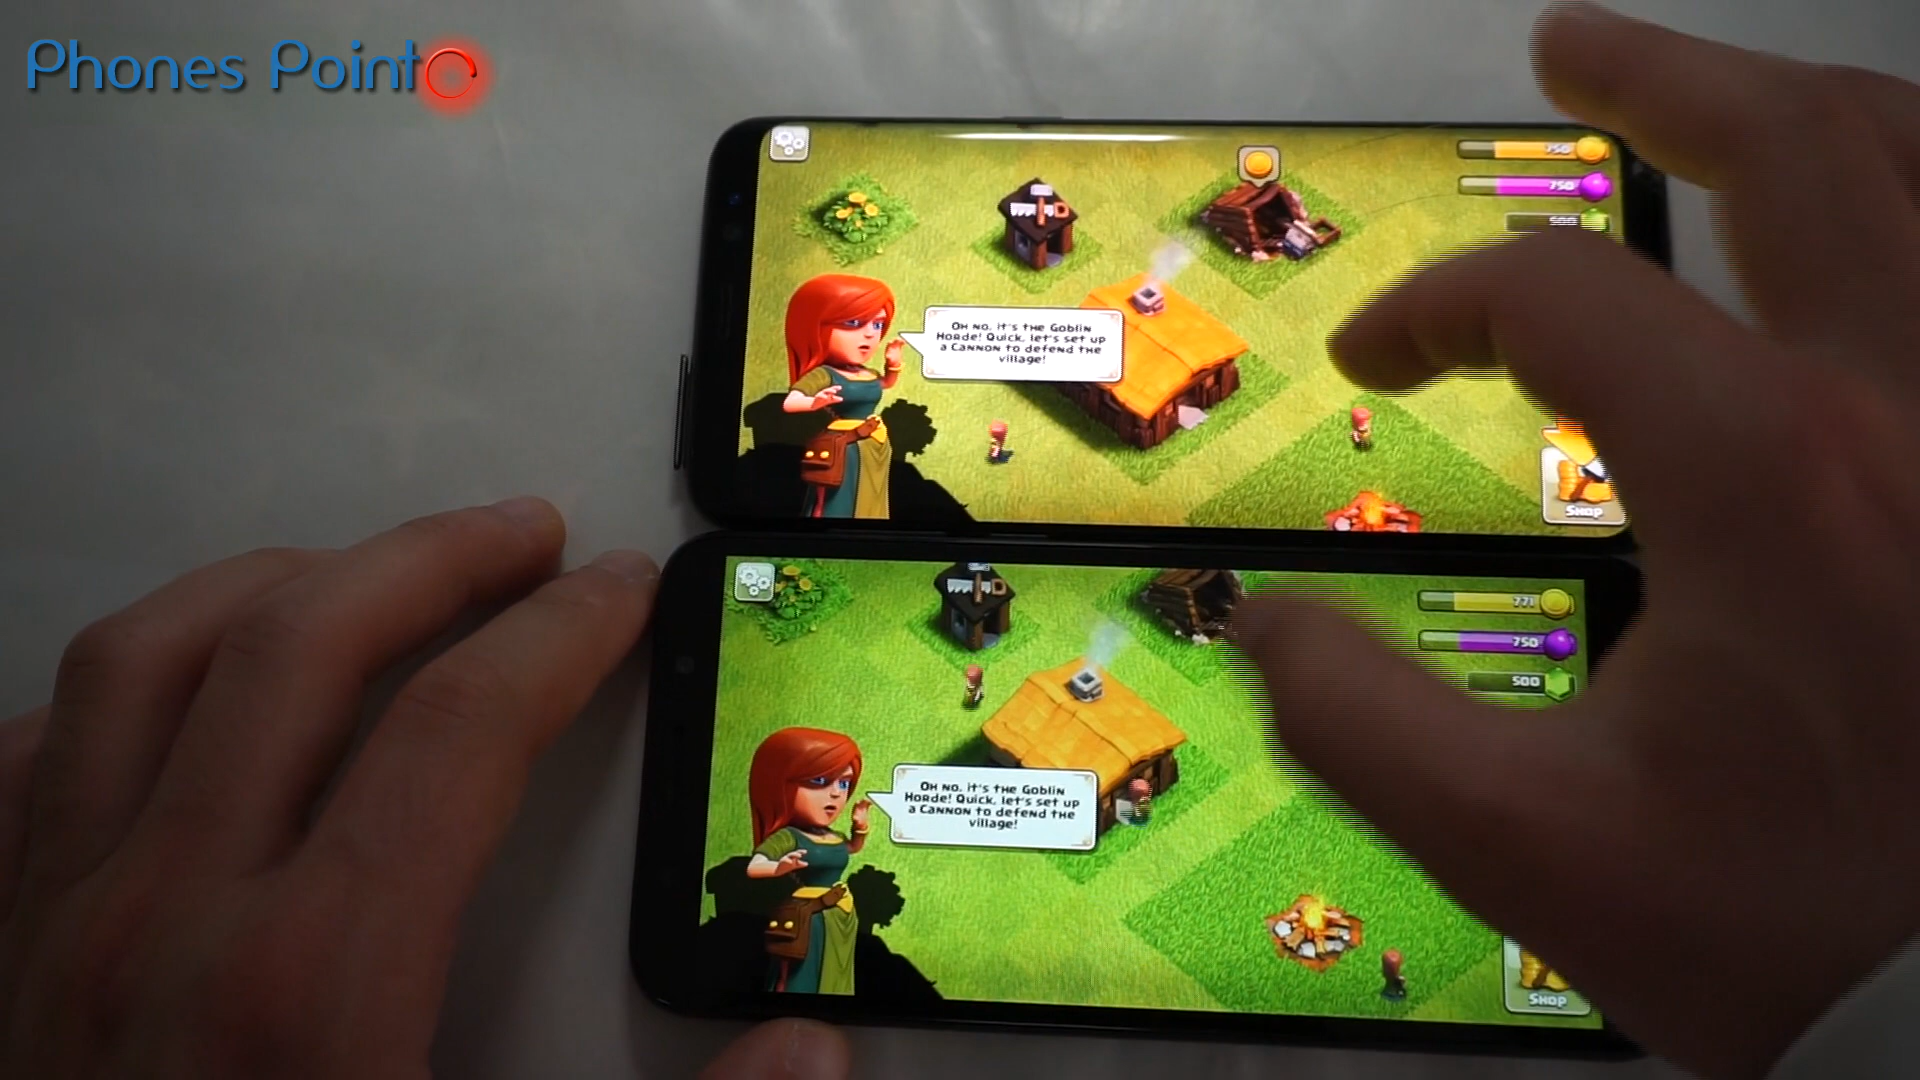 Phones Point
750
750
500
Oh no, it's the Goblin
Horde! Quick, let's set up
a Cannon to defend the
village!
Shop
771
750
500
Oh no, it's the Goblin
Horde! Quick, let's set up
a Cannon to defend the
village!
Shop